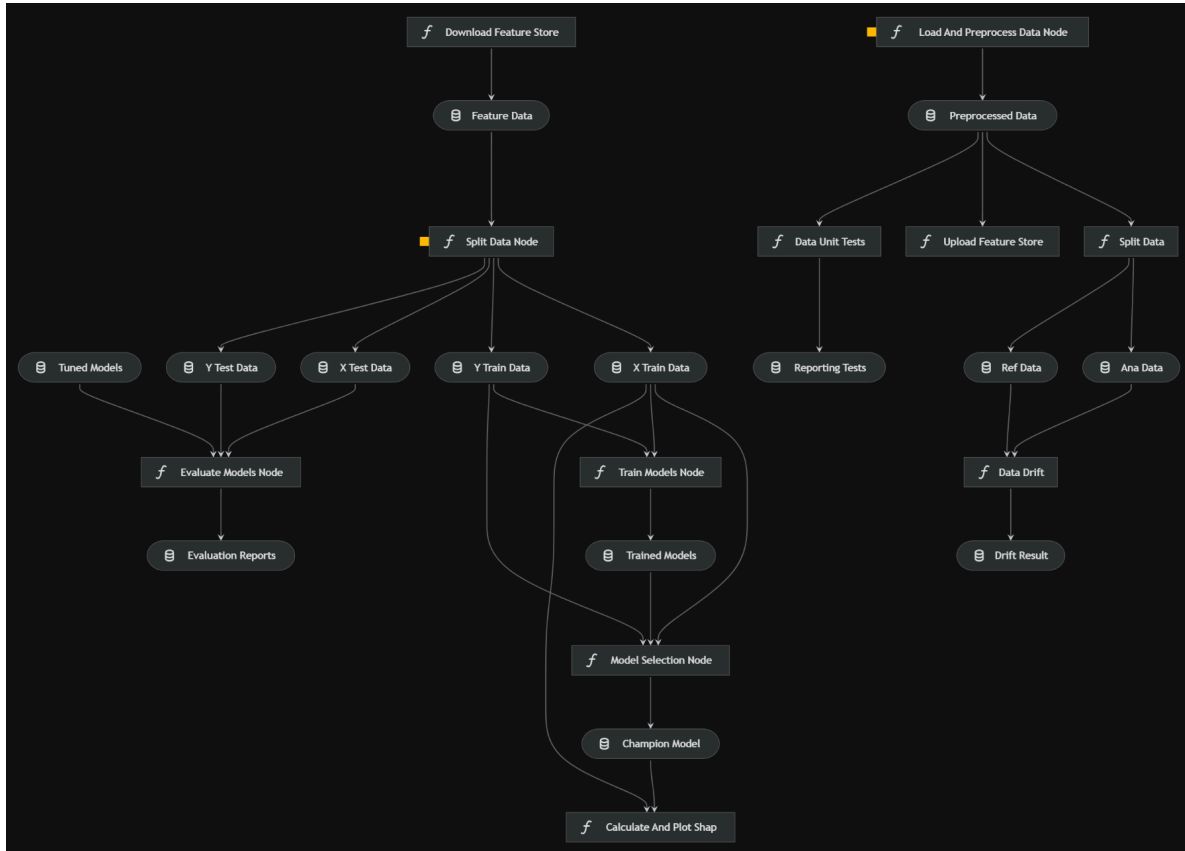 Download Feature Store
Load And Preprocess Data Node
Feature Data
Preprocessed Data
Split Data Node
Data Unit Tests
Upload Feature Store
Split Data
Tuned Models
Y Test Data
X Test Data
Y Train Data
X Train Data
Reporting Tests
Ref Data
Ana Data
Evaluate Models Node
Train Models Node
Data Drift
Evaluation Reports
Trained Models
Drift Result
Model Selection Node
Champion Model
Calculate And Plot Shap